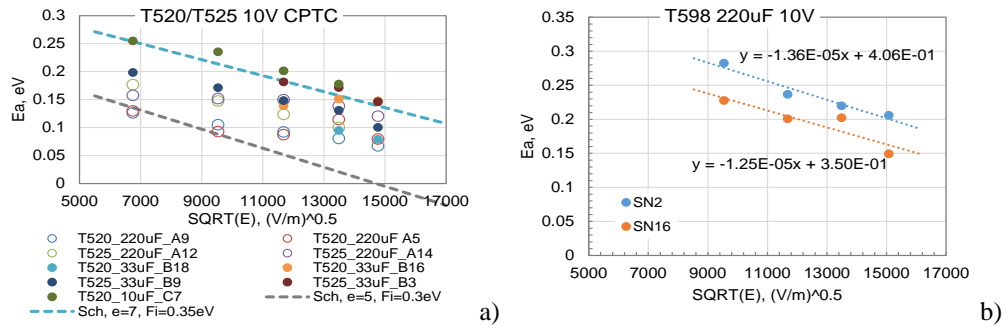 T520/T525 10V CPTC
0.3
0.25
0.2
0.15
0.1
0.05
0
Ea, eV
5000 7000 9000 11000 13000 15000 17000
SQRT(E), (V/m)^0.5
T520_220uF_A9 T520_220uF_A5
T525_220uF_A12 T525_220uF_A14
T520_33uF_B18 T520_33uF_B16
T525_33uF_B9 T525_33uF_B3
T520_10uF_C7 Sch, e=5, Fi=0.3eV
Sch, e=7, Fi=0.35eV
a)
T598 220uF 10V
0.35
0.3
0.25
0.2
0.15
0.1
0.05
0
Ea, eV
y = -1.36E-05x + 4.06E-01
y = -1.25E-05x + 3.50E-01
SN2
SN16
5000 7000 9000 11000 13000 15000 17000
SQRT(E), (V/m)^0.5
b)